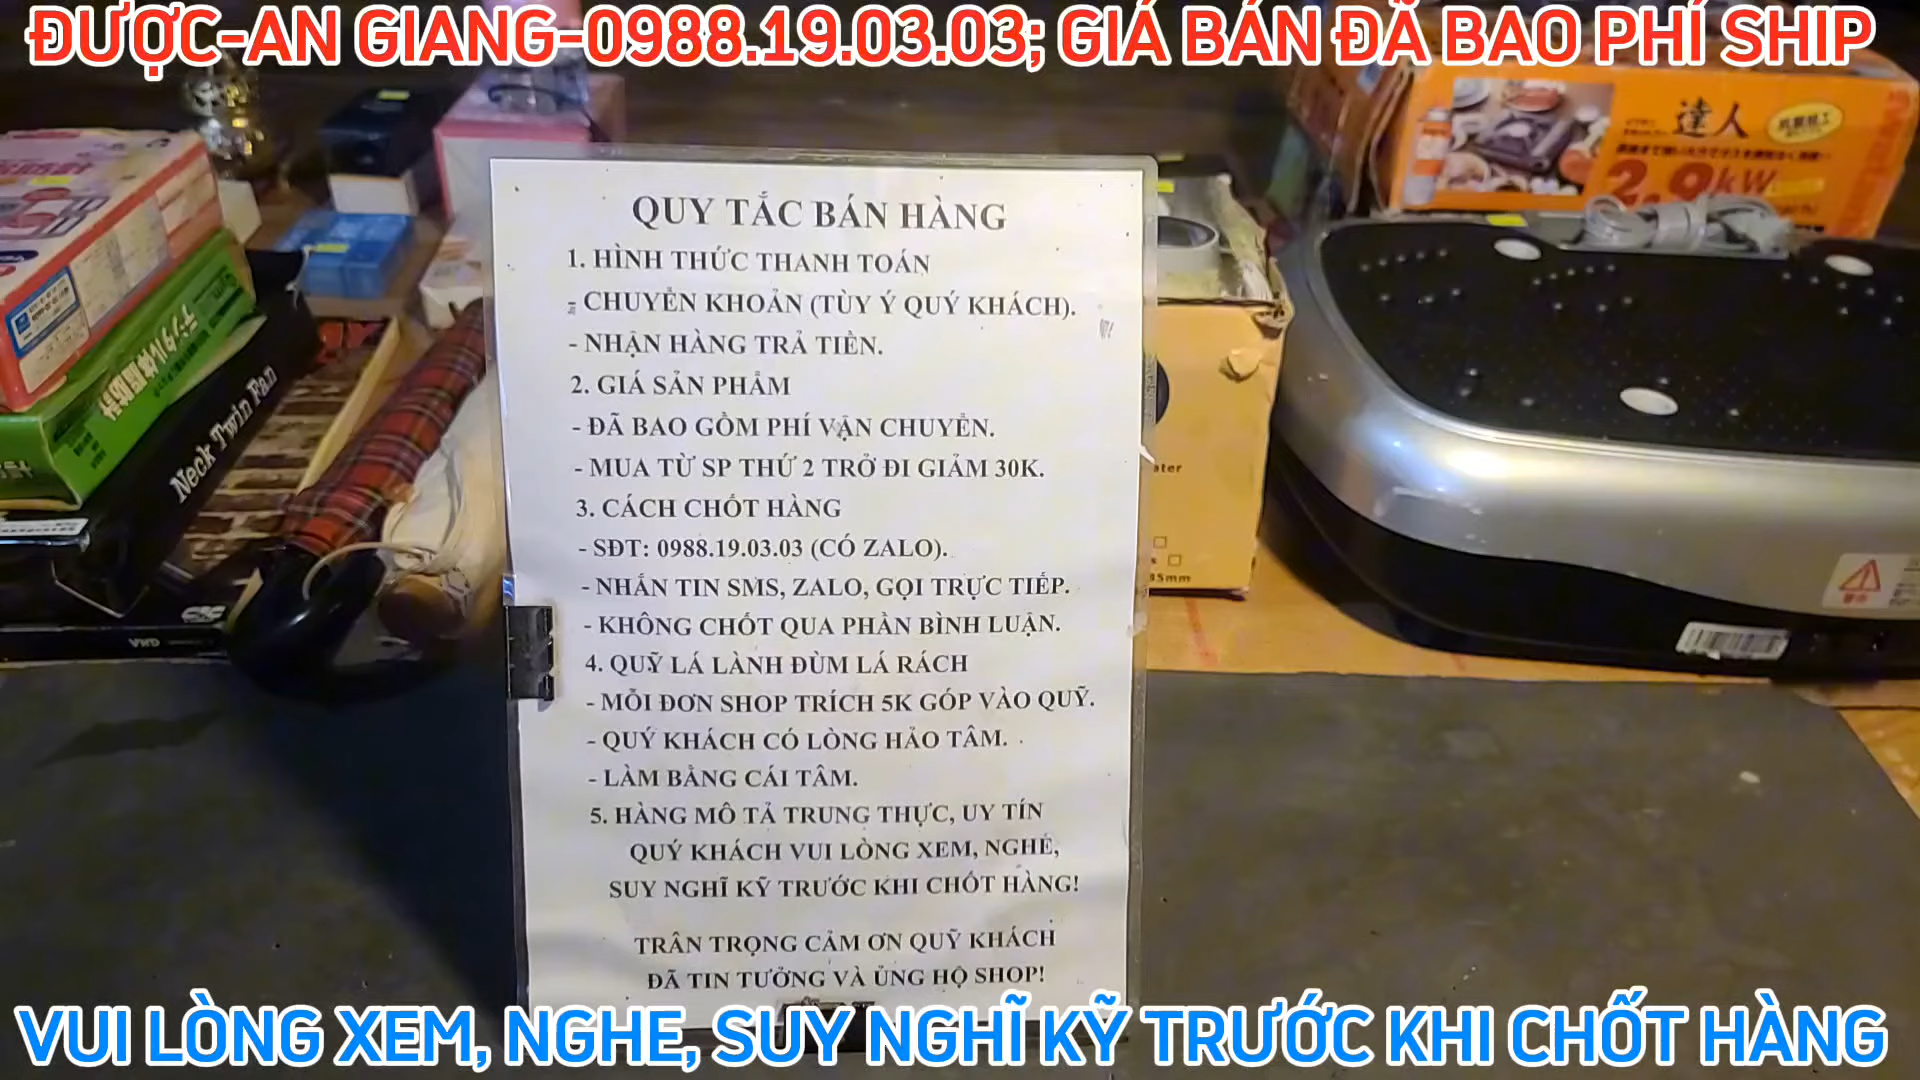 ĐƯỢC-AN GIANG-0988.19.03.03; GIÁ BÁN ĐÃ BAO PHÍ SHIP
達人
2.9kW
Neck Twin Fan
QUY TẮC BÁN HÀNG
1. HÌNH THỨC THANH TOÁN
- CHUYỂN KHOẢN (TÙY Ý QUÝ KHÁCH).
- NHẬN HÀNG TRẢ TIỀN.
2. GIÁ SẢN PHẨM
- ĐÃ BAO GỒM PHÍ VẬN CHUYỂN.
- MUA TỪ SP THỨ 2 TRỞ ĐI GIẢM 30K.
3. CÁCH CHỐT HÀNG
- SĐT: 0988.19.03.03 (CÓ ZALO).
- NHẮN TIN SMS, ZALO, GỌI TRỰC TIẾP.
- KHÔNG CHỐT QUA PHẦN BÌNH LUẬN.
4. QUỸ LÁ LÀNH ĐÙM LÁ RÁCH
- MỖI ĐƠN SHOP TRÍCH 5K GÓP VÀO QUỸ.
- QUÝ KHÁCH CÓ LÒNG HẢO TÂM.
- LÀM BẰNG CÁI TÂM.
5. HÀNG MÔ TẢ TRUNG THỰC, UY TÍN
QUÝ KHÁCH VUI LÒNG XEM, NGHE,
SUY NGHĨ KỸ TRƯỚC KHI CHỐT HÀNG!
TRÂN TRỌNG CẢM ƠN QUỸ KHÁCH
ĐÃ TIN TƯỞNG VÀ ỦNG HỘ SHOP!
VUI LÒNG XEM, NGHE, SUY NGHĨ KỸ TRƯỚC KHI CHỐT HÀNG